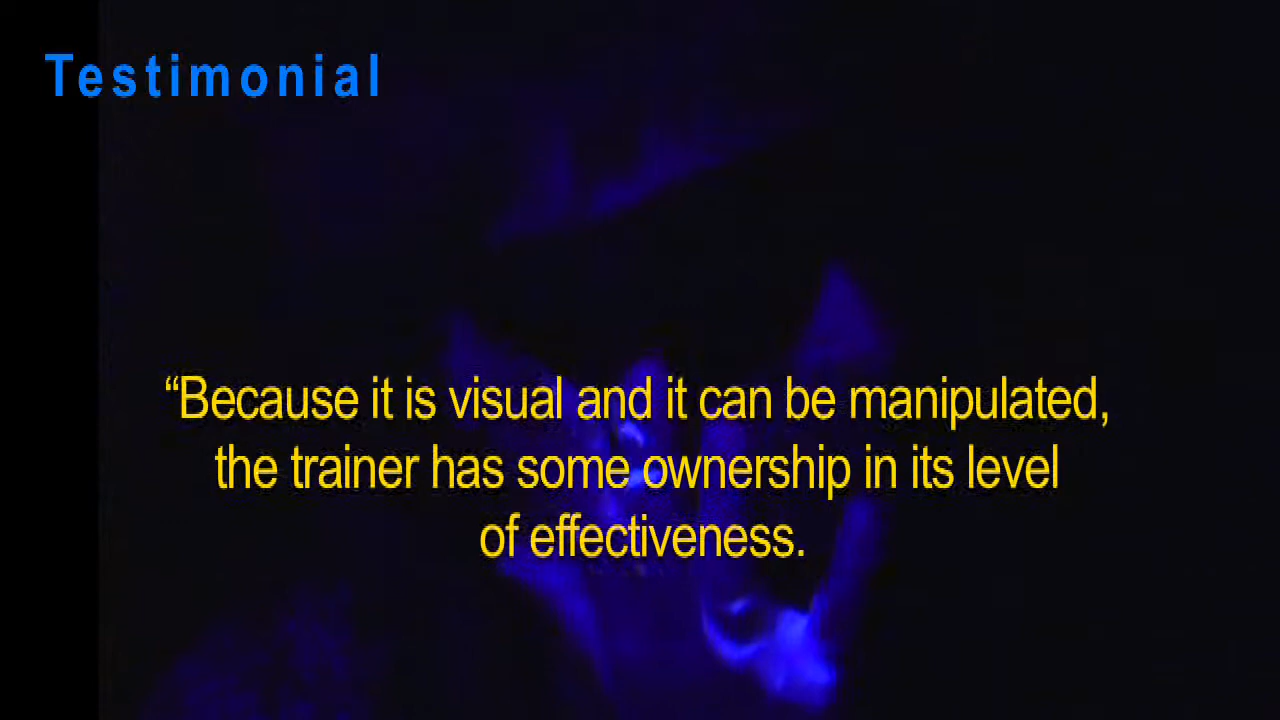 Testimonial
“Because it is visual and it can be manipulated,
the trainer has some ownership in its level
of effectiveness.